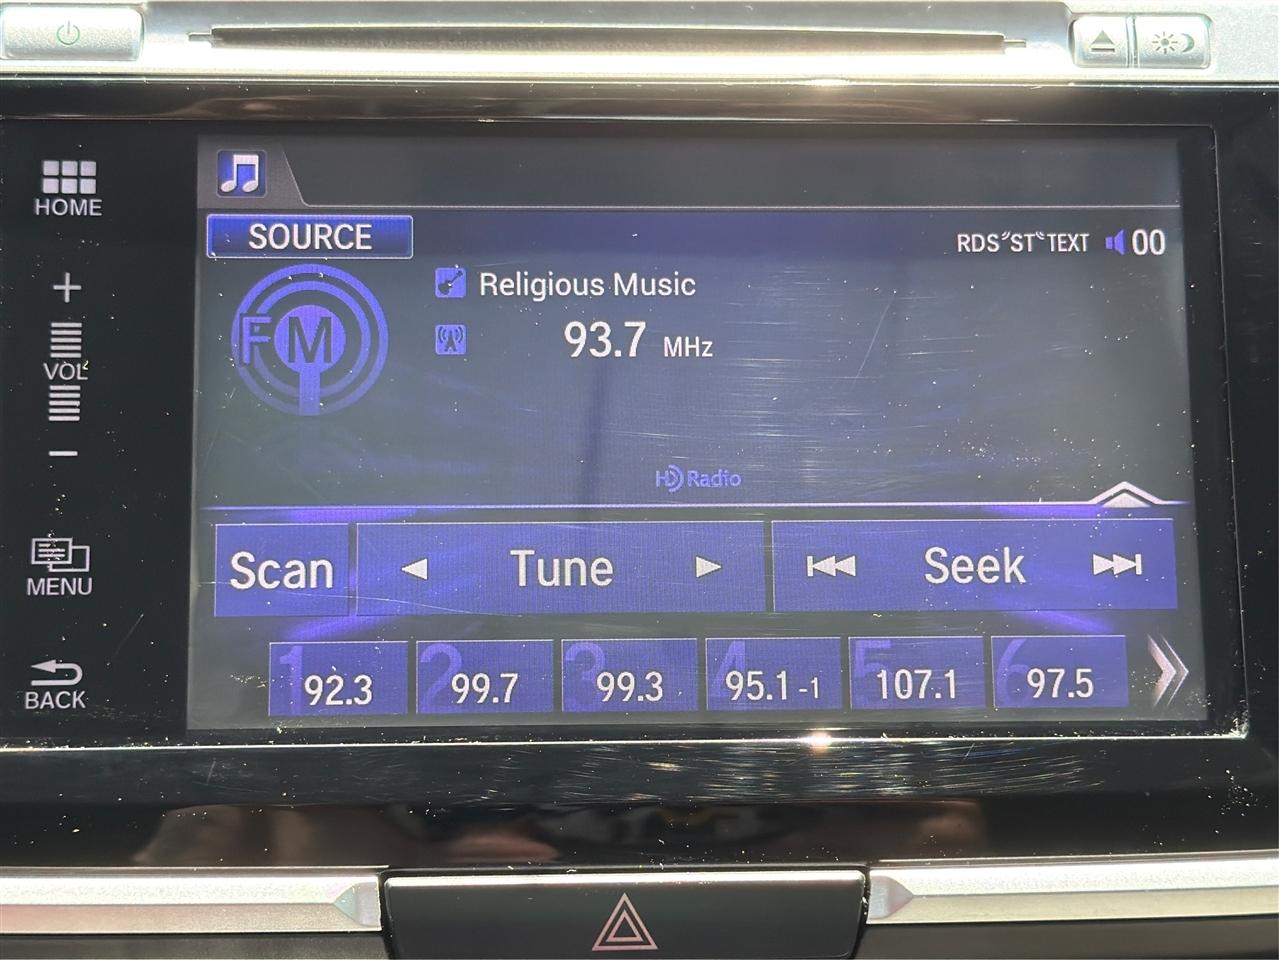 HOME
VOL
MENU
BACK
SOURCE
RDS ST TEXT 00
FM
Religious Music
93.7 MHz
HD Radio
Scan Tune Seek
1 92.3 2 99.7 3 99.3 4 95.1-1 5 107.1 6 97.5